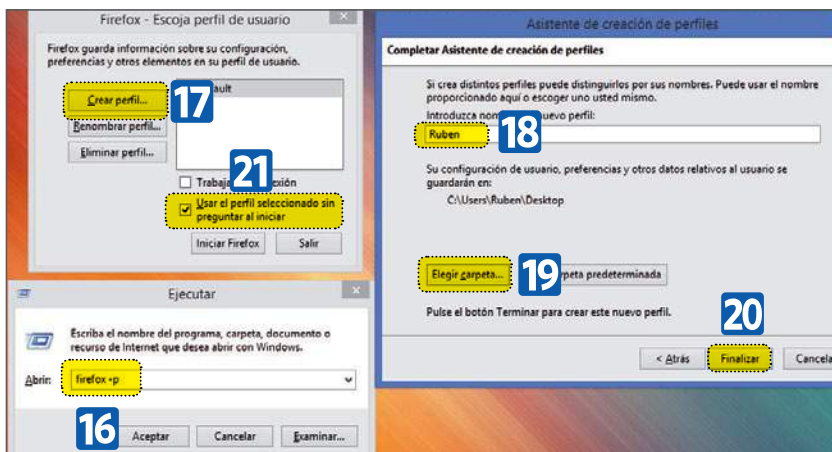 Firefox - Escoja perfil de usuario
Firefox guarda información sobre su configuración,
preferencias y otros elementos en su perfil de usuario.
Crear perfil...
17
ault
Renombrar perfil...
Eliminar perfil...
21
Trabaja exión
Usar el perfil seleccionado sin
preguntar al iniciar
Iniciar Firefox Salir
Ejecutar
Escriba el nombre del programa, carpeta, documento o
recurso de Internet que desea abrir con Windows.
Abrir: firefox -p
16
Aceptar Cancelar Examinar...
Asistente de creación de perfiles
Completar Asistente de creación de perfiles
Si crea distintos perfiles puede distinguirlos por sus nombres. Puede usar el nombre
proporcionado aquí o escoger uno usted mismo.
Introduzca nom uevo perfil:
18
Ruben
Su configuración de usuario, preferencias y otros datos relativos al usuario se
guardarán en:
C:\Users\Ruben\Desktop
Elegir carpeta... 19 rpeta predeterminada
Pulse el botón Terminar para crear este nuevo perfil.
20
< Atrás Finalizar Cancela